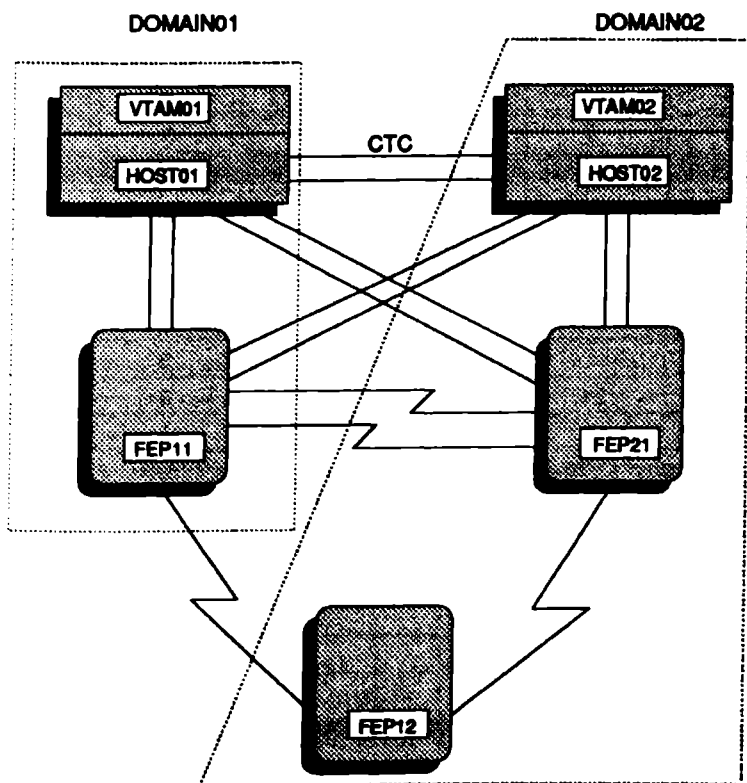 DOMAIN01
DOMAIN02
VTAM01
VTAM02
CTC
HOST01
HOST02
FEP11
FEP21
FEP12